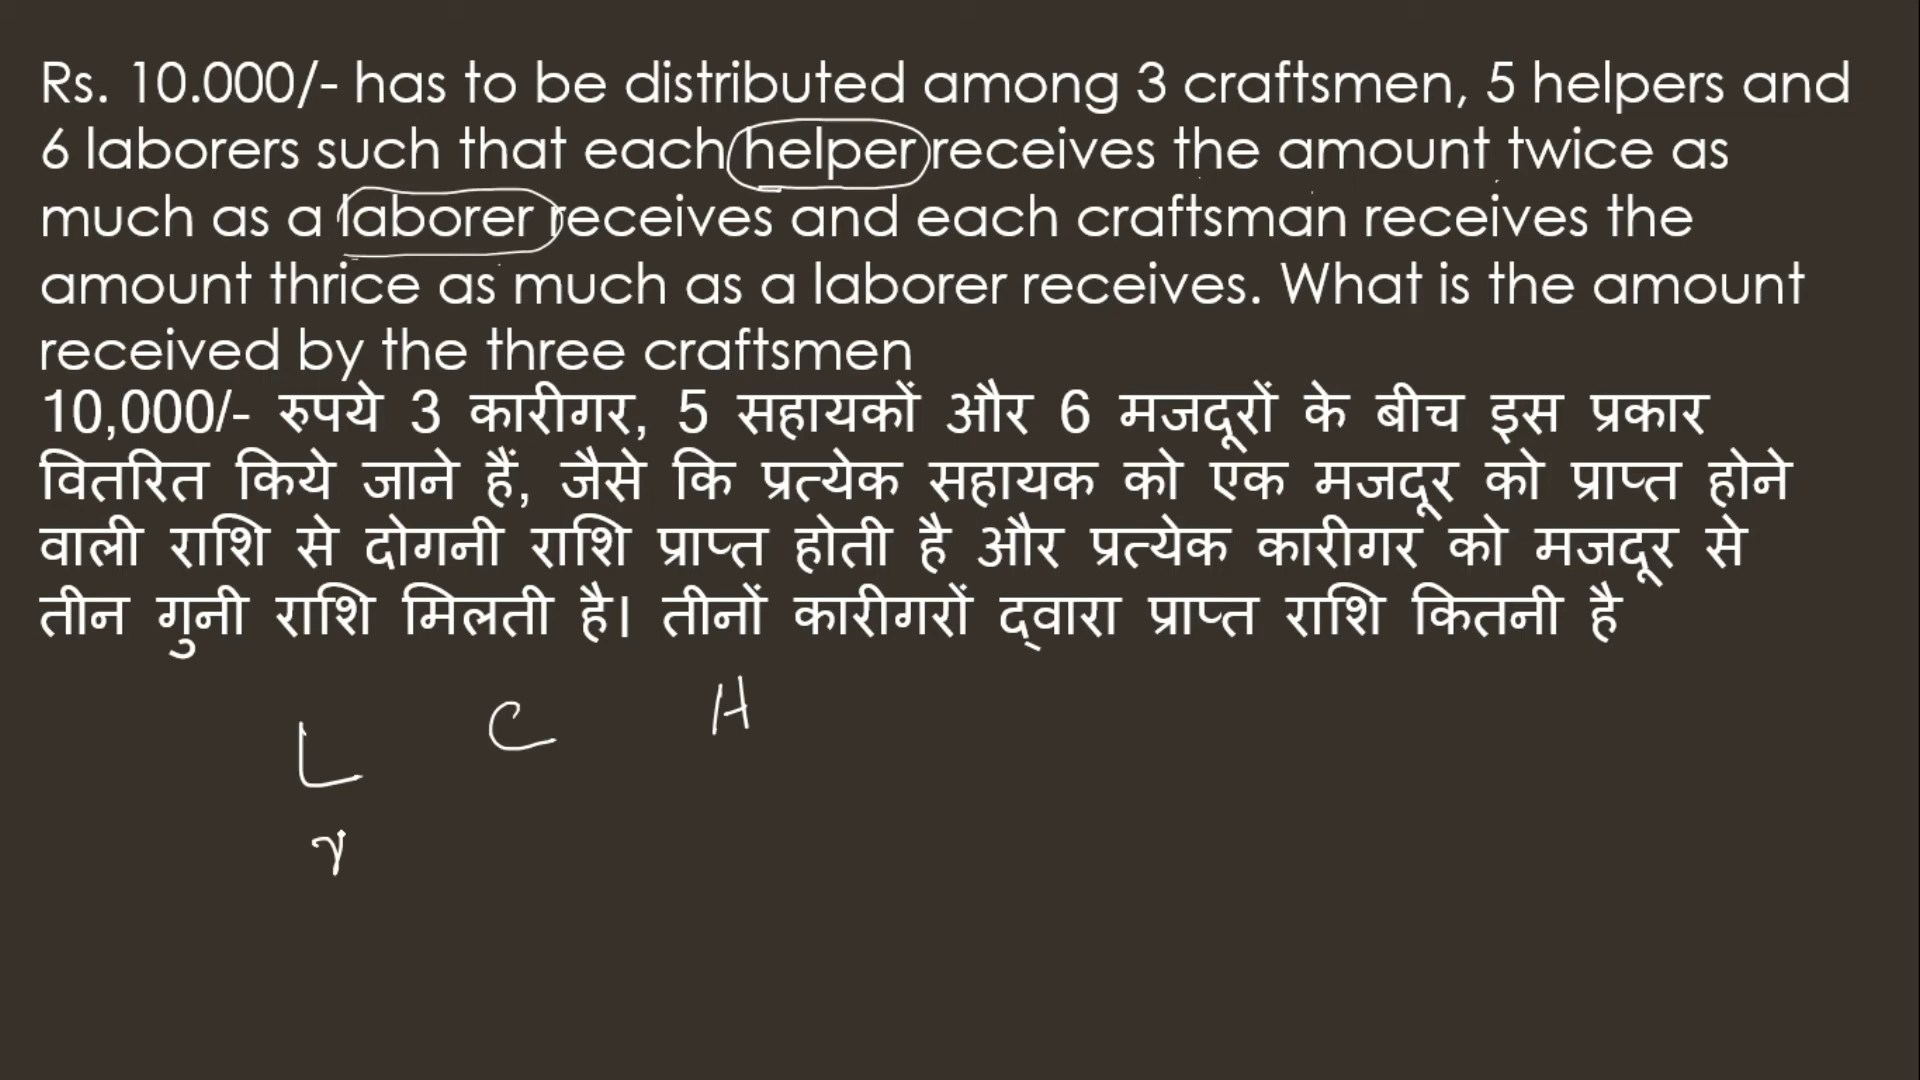 Rs. 10.000/- has to be distributed among 3 craftsmen, 5 helpers and
6 laborers such that each helper receives the amount twice as
much as a laborer receives and each craftsman receives the
amount thrice as much as a laborer receives. What is the amount
received by the three craftsmen
10,000/- रुपये 3 कारीगर, 5 सहायकों और 6 मजदूरों के बीच इस प्रकार
वितरित किये जाने हैं, जैसे कि प्रत्येक सहायक को एक मजदूर को प्राप्त होने
वाली राशि से दोगनी राशि प्राप्त होती है और प्रत्येक कारीगर को मजदूर से
तीन गुनी राशि मिलती है। तीनों कारीगरों द्वारा प्राप्त राशि कितनी है
L C H